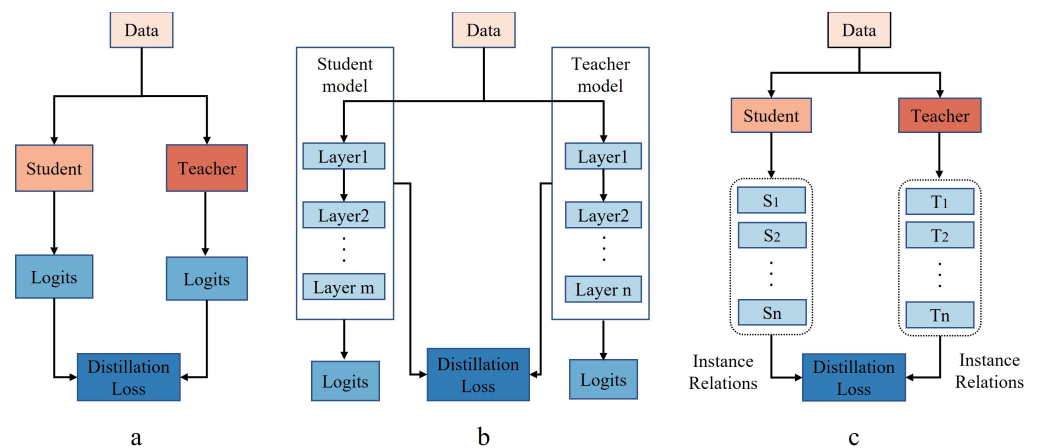 Data
Student
Teacher
Logits
Logits
Distillation
Loss
a
Data
Student
model
Teacher
model
Layer1
Layer1
Layer2
Layer2
Layer m
Layer n
Logits
Distillation
Loss
Logits
b
Data
Student
Teacher
S1
T1
S2
T2
Sn
Tn
Instance
Relations
Distillation
Loss
Instance
Relations
c